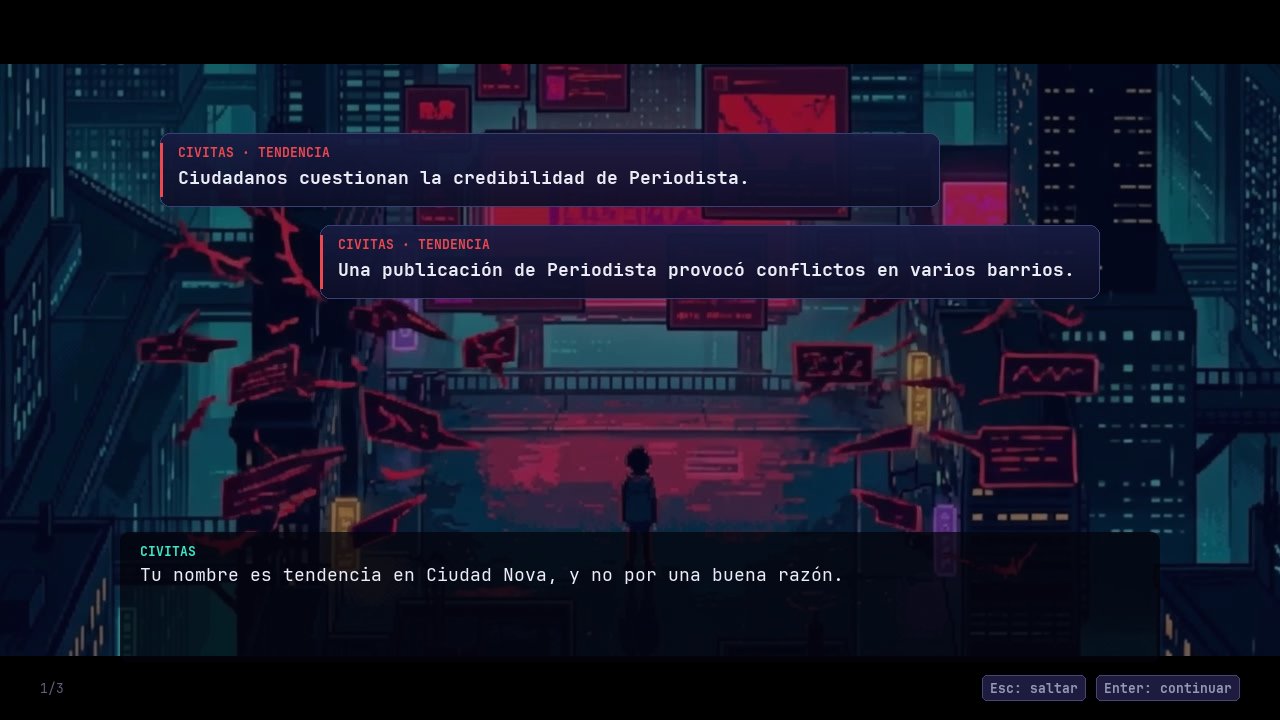 CIVITAS · TENDENCIA
Ciudadanos cuestionan la credibilidad de Periodista.
CIVITAS · TENDENCIA
Una publicación de Periodista provocó conflictos en varios barrios.
CIVITAS
Tu nombre es tendencia en Ciudad Nova, y no por una buena razón.
1/3
Esc: saltar
Enter: continuar